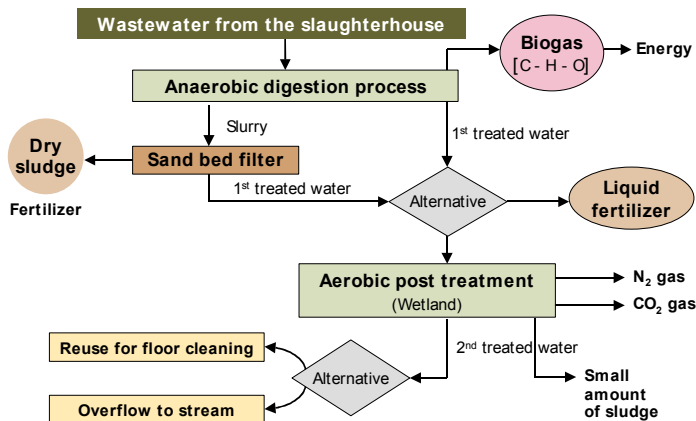 Wastewater from the slaughterhouse
Biogas
[C - H - O]
Energy
Anaerobic digestion process
Slurry
1st treated water
Dry
sludge
Sand bed filter
Fertilizer
1st treated water
Alternative
Liquid
fertilizer
Aerobic post treatment
(Wetland)
N2 gas
CO2 gas
2nd treated water
Reuse for floor cleaning
Alternative
Overflow to stream
Small
amount
of sludge